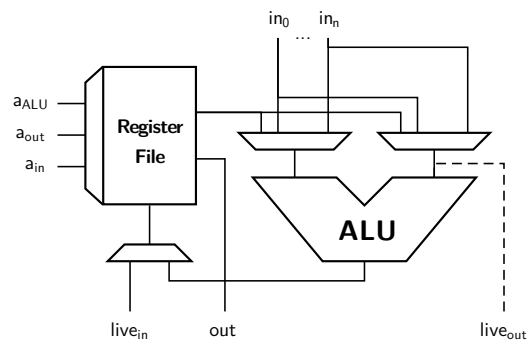 in₀ ... inₙ
a_ALU
a_out
a_in
Register
File
ALU
live_in
out
live_out